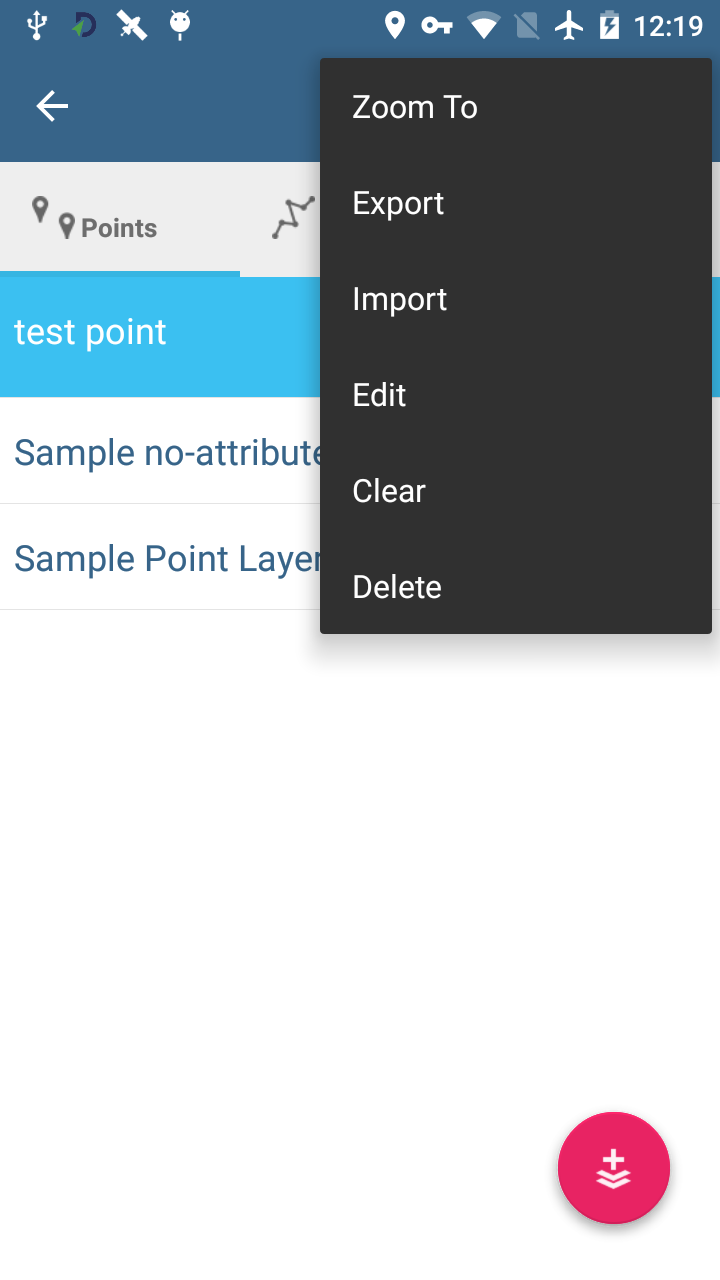 12:19
Zoom To
Points
Export
test point
Import
Edit
Sample no-attribute
Clear
Sample Point Layer
Delete